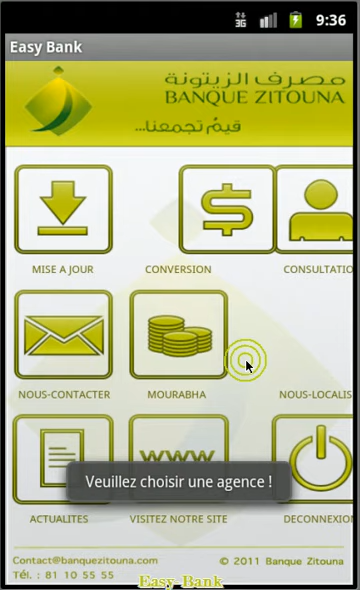 3G 9:36
Easy Bank
مصرف الزيتونة
BANQUE ZITOUNA
قيمٌ تجمعنا...
MISE A JOUR CONVERSION CONSULTATIO
NOUS-CONTACTER MOURABHA NOUS-LOCALIS
www
Veuillez choisir une agence !
ACTUALITES VISITEZ NOTRE SITE DECONNEXION
Contact@banquezitouna.com © 2011 Banque Zitouna
Tél. : 81 10 55 55
Easy Bank